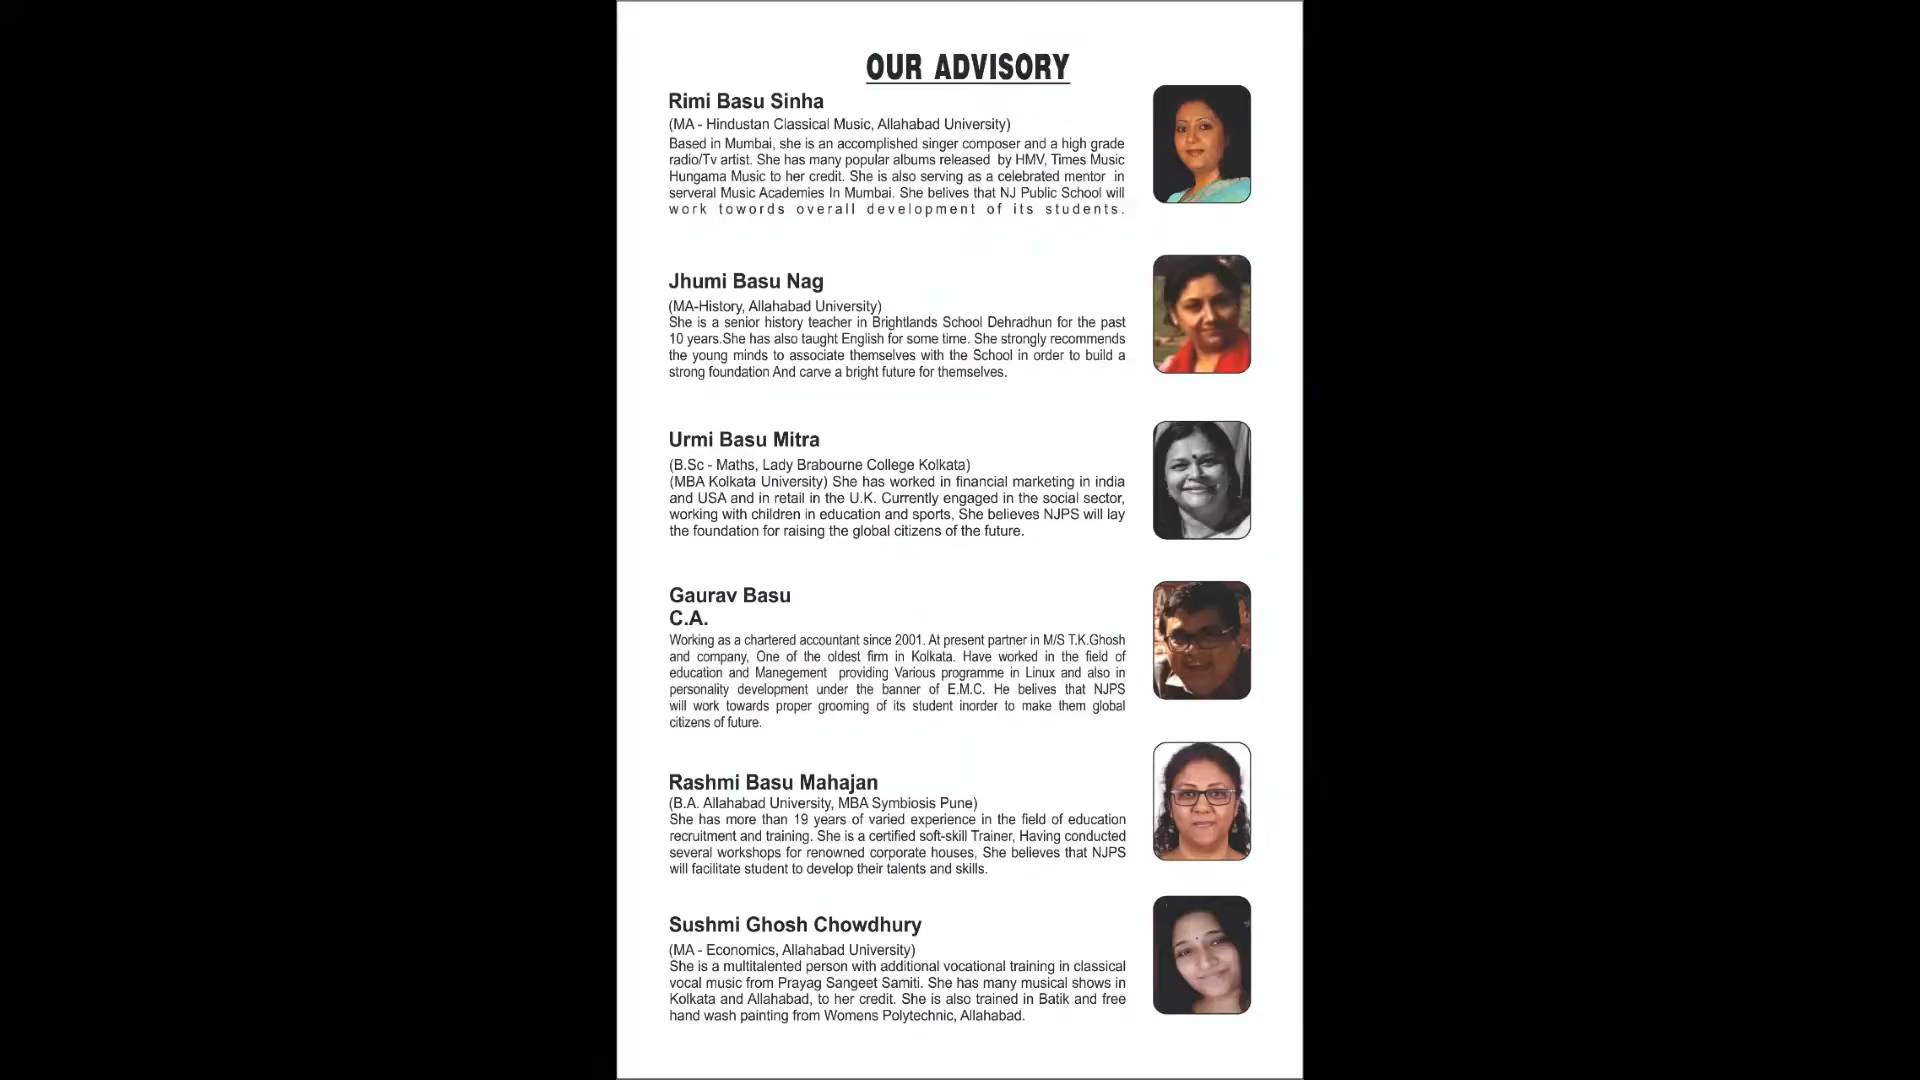 OUR ADVISORY
Rimi Basu Sinha
(MA - Hindustan Classical Music, Allahabad University)
Based in Mumbai, she is an accomplished singer composer and a high grade
radio/Tv artist. She has many popular albums released by HMV, Times Music
Hungama Music to her credit. She is also serving as a celebrated mentor in
serveral Music Academies In Mumbai. She belives that NJ Public School will
work towords overall development of its students.
Jhumi Basu Nag
(MA-History, Allahabad University)
She is a senior history teacher in Brightlands School Dehradhun for the past
10 years.She has also taught English for some time. She strongly recommends
the young minds to associate themselves with the School in order to build a
strong foundation And carve a bright future for themselves.
Urmi Basu Mitra
(B.Sc - Maths, Lady Brabourne College Kolkata)
(MBA Kolkata University) She has worked in financial marketing in india
and USA and in retail in the U.K. Currently engaged in the social sector,
working with children in education and sports, She believes NJPS will lay
the foundation for raising the global citizens of the future.
Gaurav Basu
C.A.
Working as a chartered accountant since 2001. At present partner in M/S T.K.Ghosh
and company, One of the oldest firm in Kolkata. Have worked in the field of
education and Manegement providing Various programme in Linux and also in
personality development under the banner of E.M.C. He belives that NJPS
will work towards proper grooming of its student inorder to make them global
citizens of future.
Rashmi Basu Mahajan
(B.A. Allahabad University, MBA Symbiosis Pune)
She has more than 19 years of varied experience in the field of education
recruitment and training. She is a certified soft-skill Trainer, Having conducted
several workshops for renowned corporate houses, She believes that NJPS
will facilitate student to develop their talents and skills.
Sushmi Ghosh Chowdhury
(MA - Economics, Allahabad University)
She is a multitalented person with additional vocational training in classical
vocal music from Prayag Sangeet Samiti. She has many musical shows in
Kolkata and Allahabad, to her credit. She is also trained in Batik and free
hand wash painting from Womens Polytechnic, Allahabad.